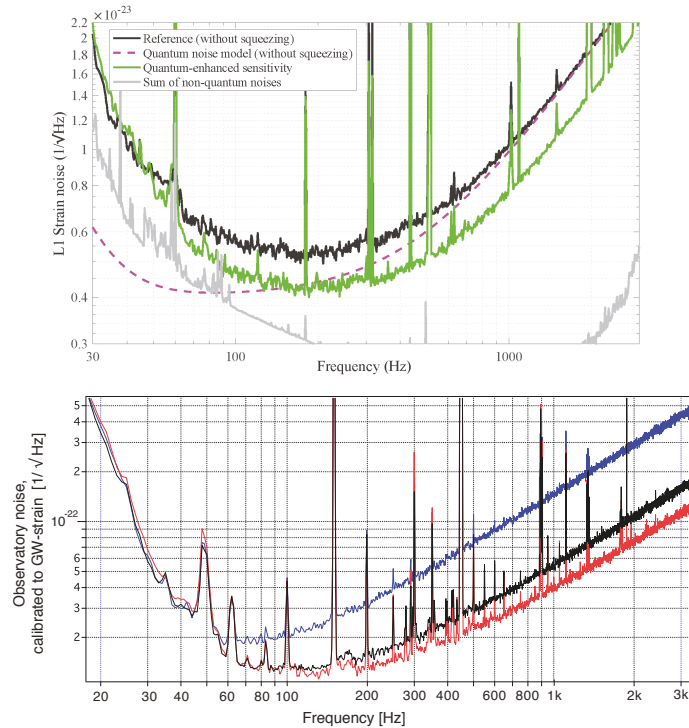 ×10⁻²³
2.2
2
1.8
1.6
1.4
1.2
1
0.8
0.6
0.4
0.3
L1 Strain noise (1/√Hz)
Reference (without squeezing)
Quantum noise model (without squeezing)
Quantum-enhanced sensitivity
Sum of non-quantum noises
30 100 1000
Frequency (Hz)
Observatory noise,
calibrated to GW-strain [1/ √ Hz]
5
4
3
2
10⁻²²
8
6
5
4
3
2
20 30 40 50 60 80 100 200 300 400 500 600 800 1k 2k 3k
Frequency [Hz]